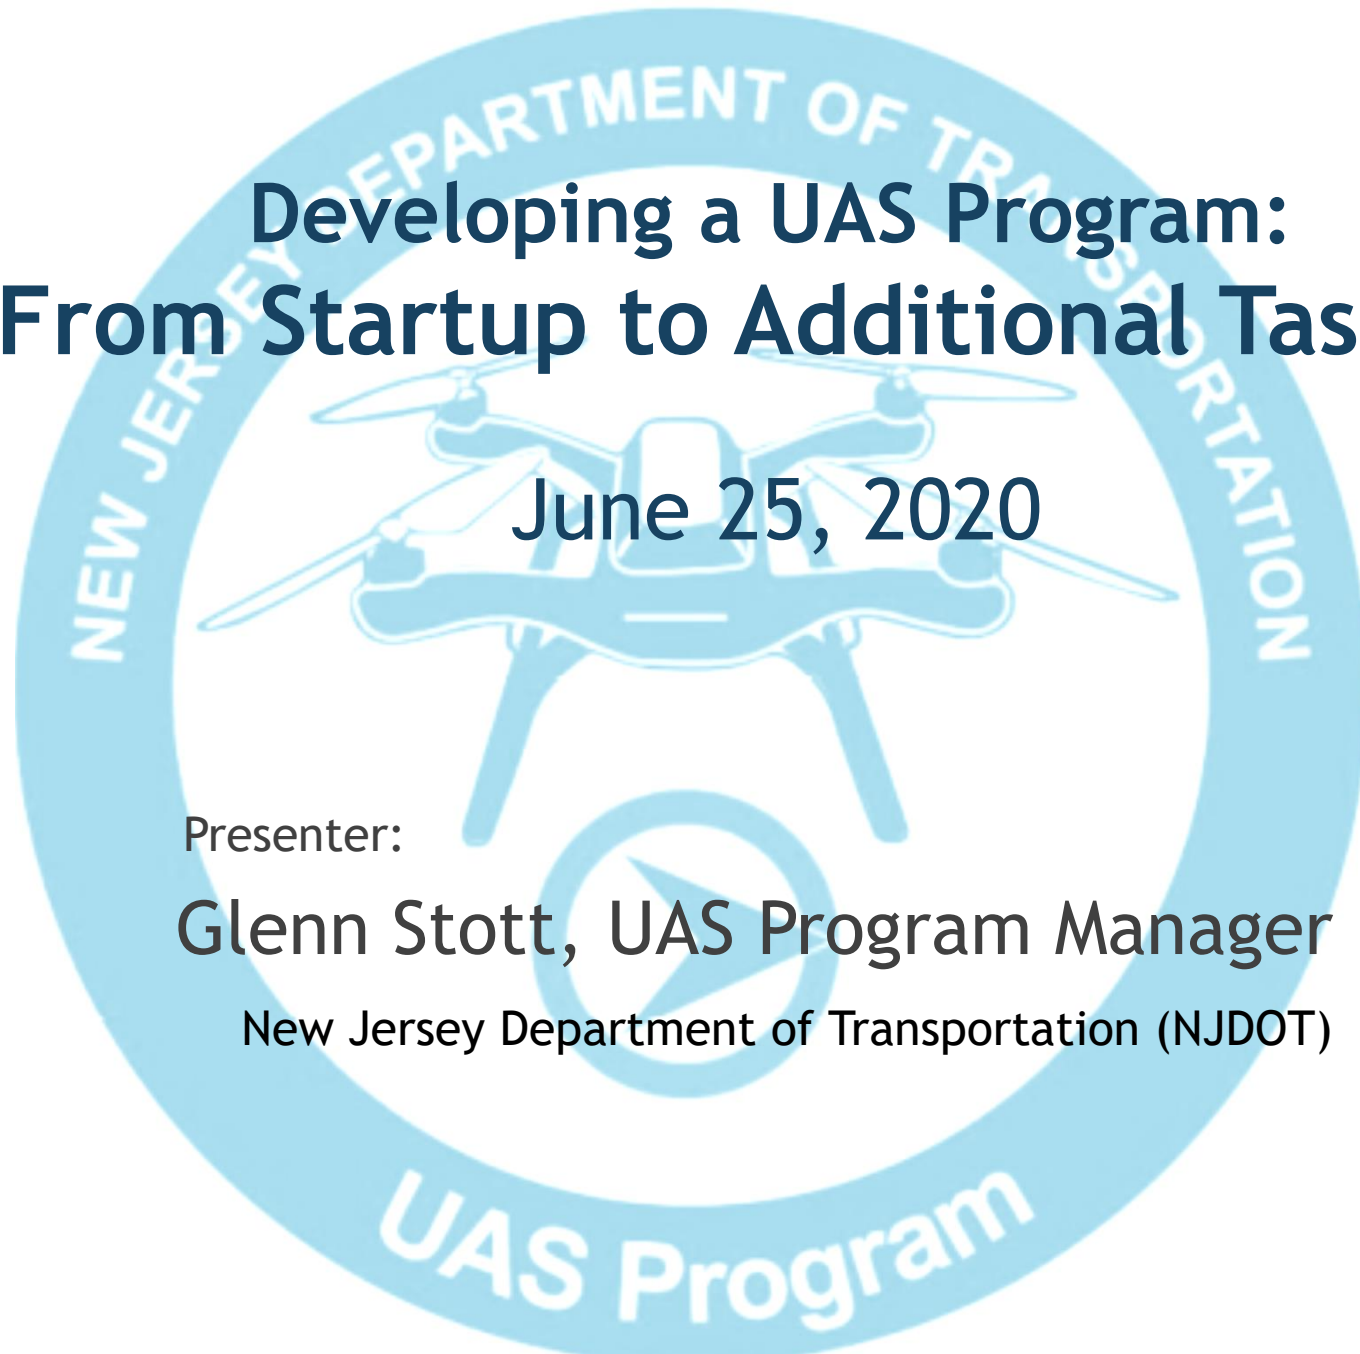 NEW JERSEY DEPARTMENT OF TRANSPORTATION
Developing a UAS Program:
From Startup to Additional
June 25, 2020
Presenter:
Glenn Stott, UAS Program Manager
New Jersey Department of Transportation (NJDOT)
UAS Program